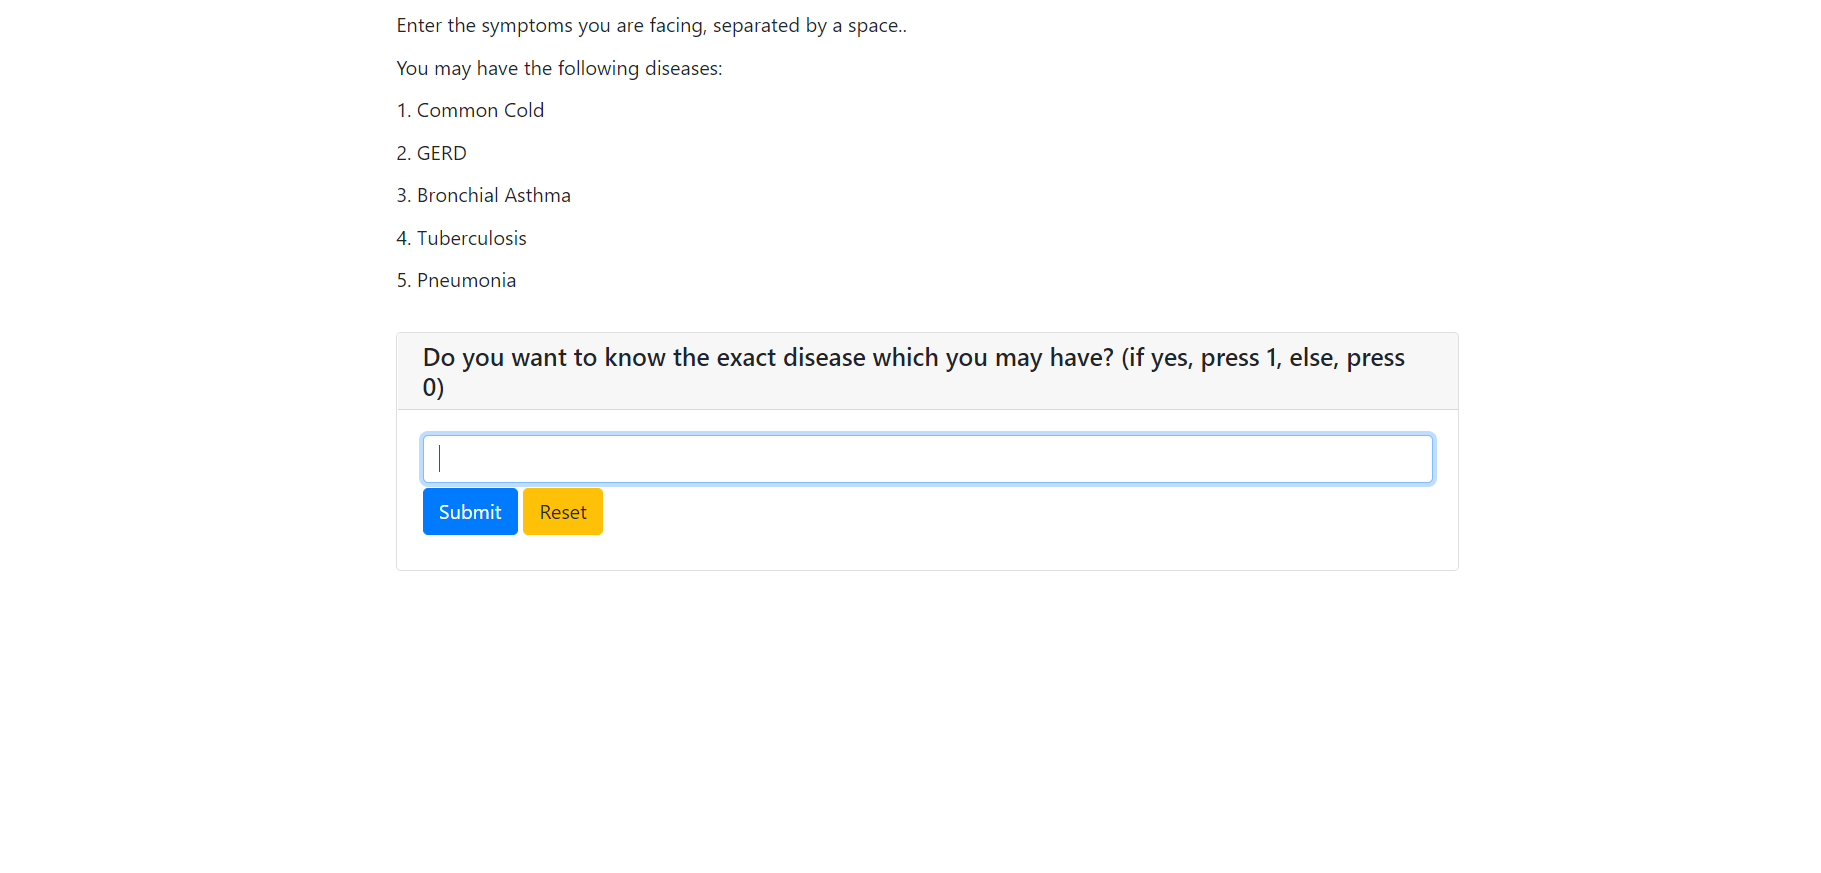 Enter the symptoms you are facing, separated by a space..
You may have the following diseases:
1. Common Cold
2. GERD
3. Bronchial Asthma
4. Tuberculosis
5. Pneumonia
Do you want to know the exact disease which you may have? (if yes, press 1, else, press
0)
Submit Reset